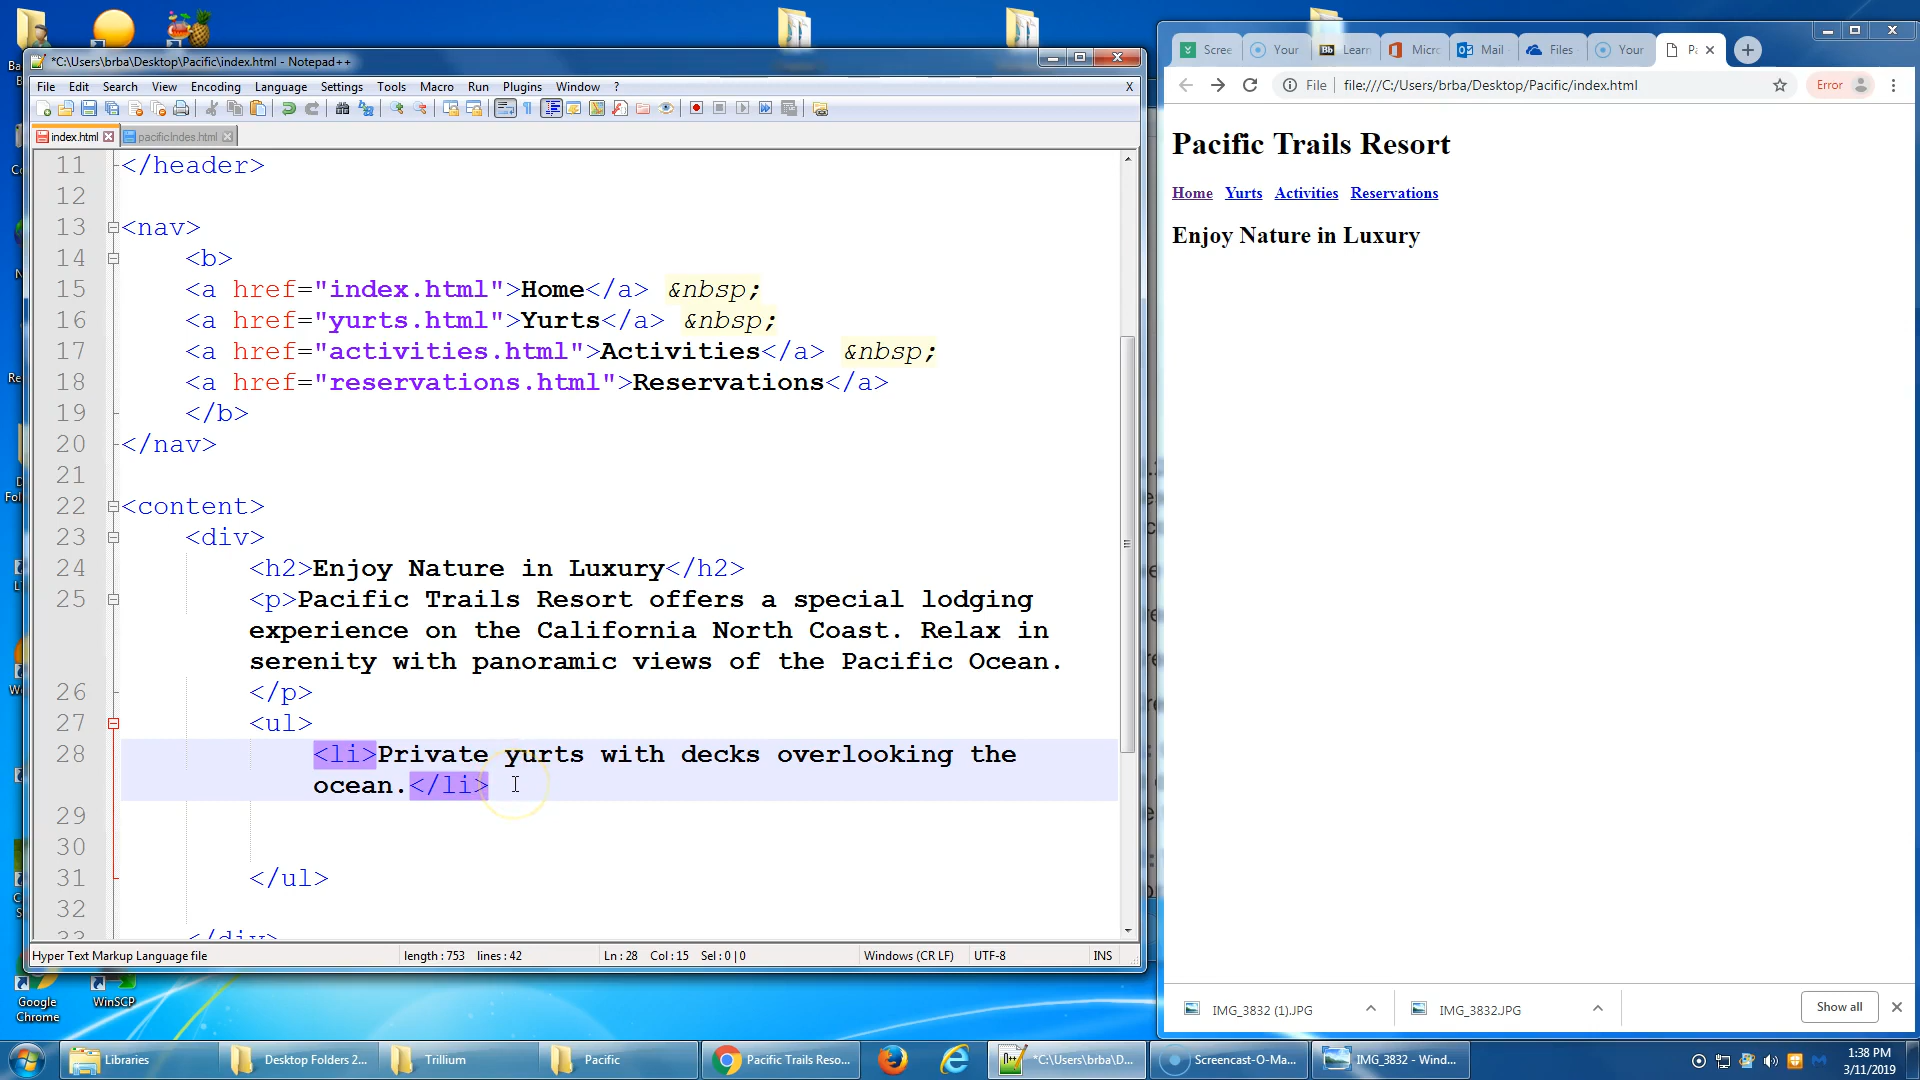 *C:\Users\brba\Desktop\Pacific\index.html - Notepad++
File Edit Search View Encoding Language Settings Tools Macro Run Plugins Window ? X
index.html pacificIndes.html
11 </header>
12
13 <nav>
14 <b>
15 <a href="index.html">Home</a> &nbsp;
16 <a href="yurts.html">Yurts</a> &nbsp;
17 <a href="activities.html">Activities</a> &nbsp;
18 <a href="reservations.html">Reservations</a>
19 </b>
20 </nav>
21
22 <content>
23 <div>
24 <h2>Enjoy Nature in Luxury</h2>
25 <p>Pacific Trails Resort offers a special lodging
experience on the California North Coast. Relax in
serenity with panoramic views of the Pacific Ocean.
26 </p>
27 <ul>
28 <li>Private yurts with decks overlooking the
ocean.</li>
29
30
31 </ul>
32
33 </div>
Hyper Text Markup Language file length : 753 lines : 42 Ln : 28 Col : 15 Sel : 0 | 0 Windows (CR LF) UTF-8 INS
Scree Your Learn Micro Mail Files Your Pa
File file:///C:/Users/brba/Desktop/Pacific/index.html Error
Pacific Trails Resort
Home Yurts Activities Reservations
Enjoy Nature in Luxury
IMG_3832 (1).JPG IMG_3832.JPG Show all
Google
Chrome
WinSCP
Libraries Desktop Folders 2... Trillium Pacific Pacific Trails Reso... *C:\Users\brba\D... Screencast-O-Ma... IMG_3832 - Wind...
1:38 PM
3/11/2019